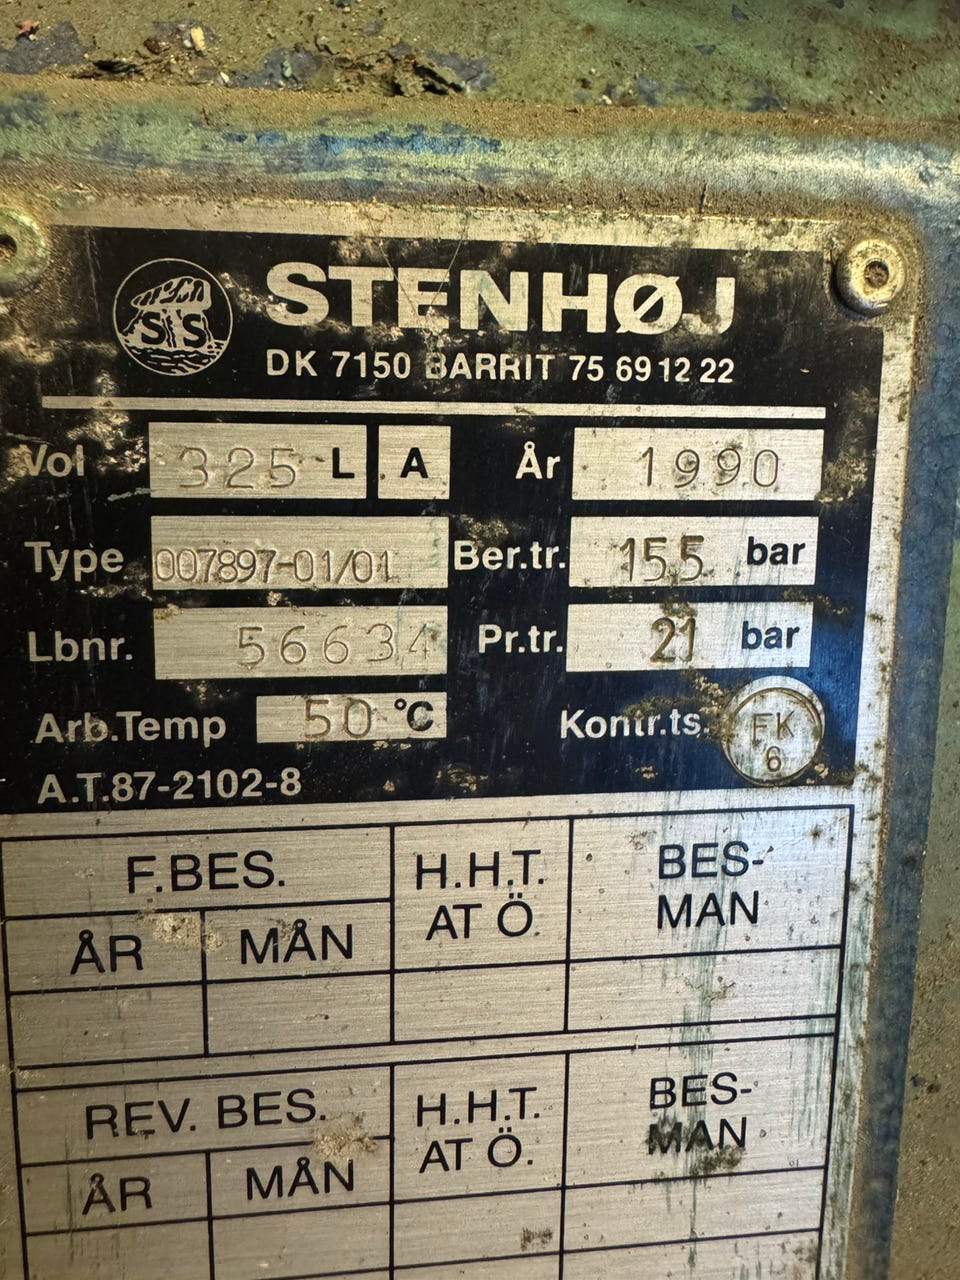 SIS
STENHØJ
DK 7150 BARRIT 75 69 12 22
Vol 325 L A År 1990
Type 007897-01/01 Ber.tr. 15.5 bar
Lbnr. 56634 Pr.tr. 21 bar
Arb.Temp 50 °C Kontr.ts. FK 6
A.T.87-2102-8
F.BES. H.H.T. AT Ö. BES-MAN
ÅR MÅN
REV. BES. H.H.T. AT Ö. BES-MAN
ÅR MÅN